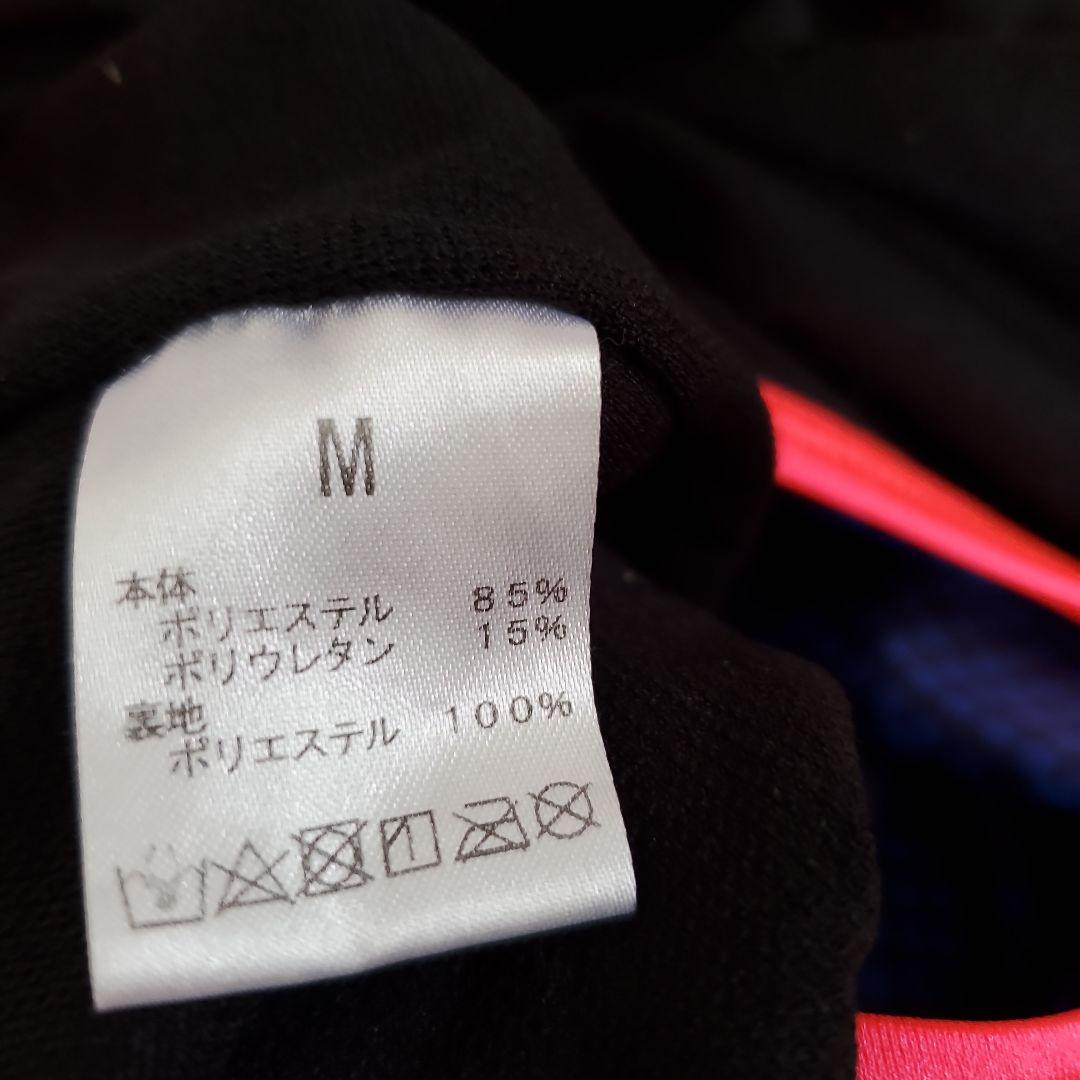 M
本体
ポリエステル 85%
ポリウレタン 15%
裏地
ポリエステル 100%